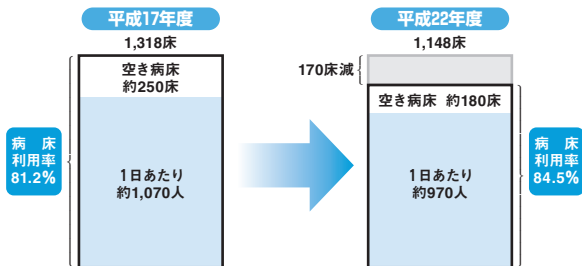 平成17年度
1,318床
空き病床
約250床
病床
利用率
81.2%
1日あたり
約1,070人
平成22年度
1,148床
170床減
空き病床 約180床
1日あたり
約970人
病床
利用率
84.5%